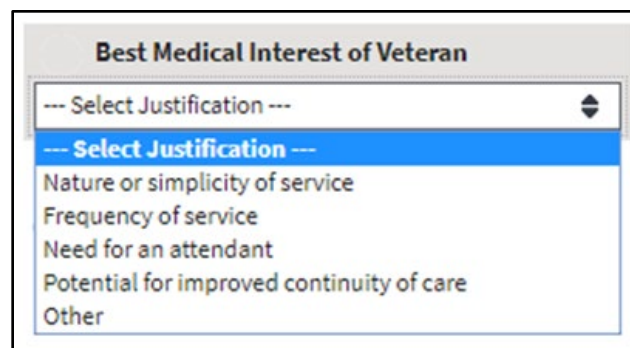 Best Medical Interest of Veteran
--- Select Justification ---
--- Select Justification ---
Nature or simplicity of service
Frequency of service
Need for an attendant
Potential for improved continuity of care
Other